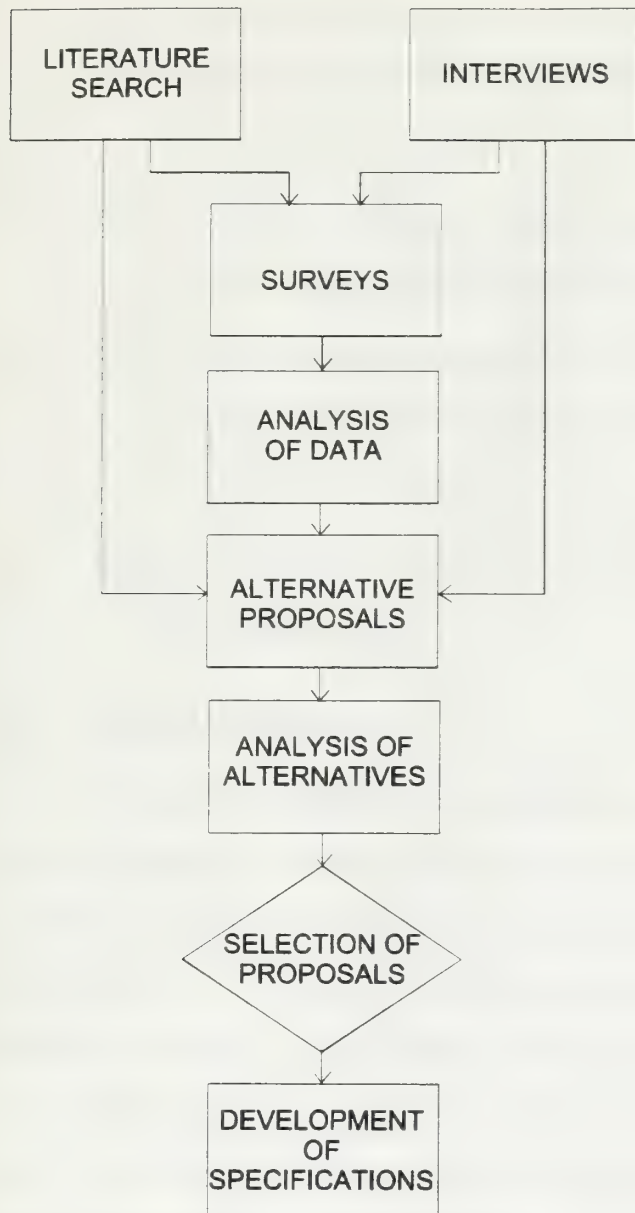 LITERATURE
SEARCH
INTERVIEWS
SURVEYS
ANALYSIS
OF DATA
ALTERNATIVE
PROPOSALS
ANALYSIS OF
ALTERNATIVES
SELECTION OF
PROPOSALS
DEVELOPMENT
OF
SPECIFICATIONS